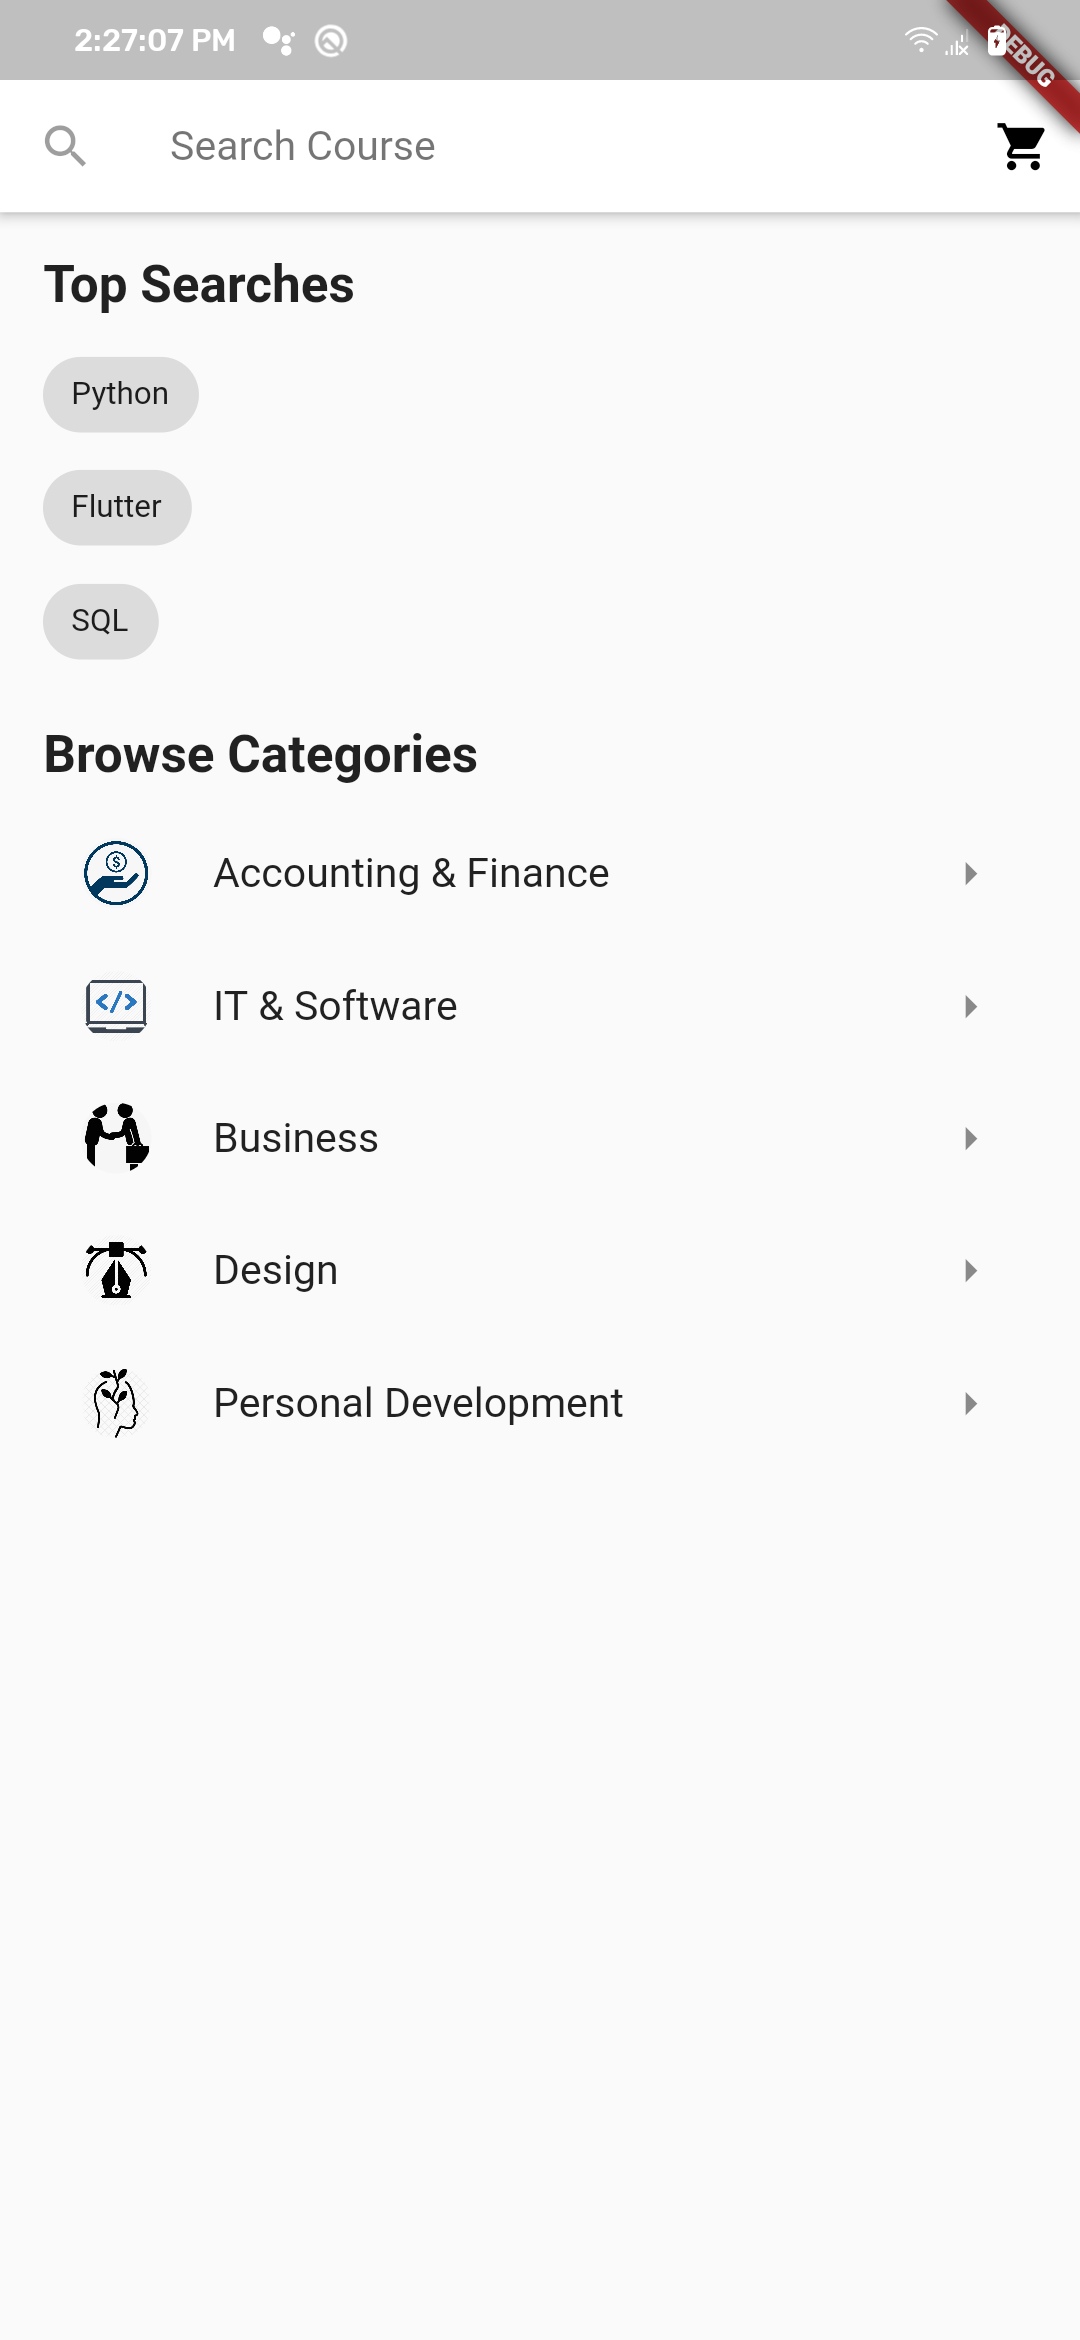 2:27:07 PM
DEBUG
Search Course
Top Searches
Python
Flutter
SQL
Browse Categories
$
Accounting & Finance
</>
IT & Software
Business
Design
Personal Development